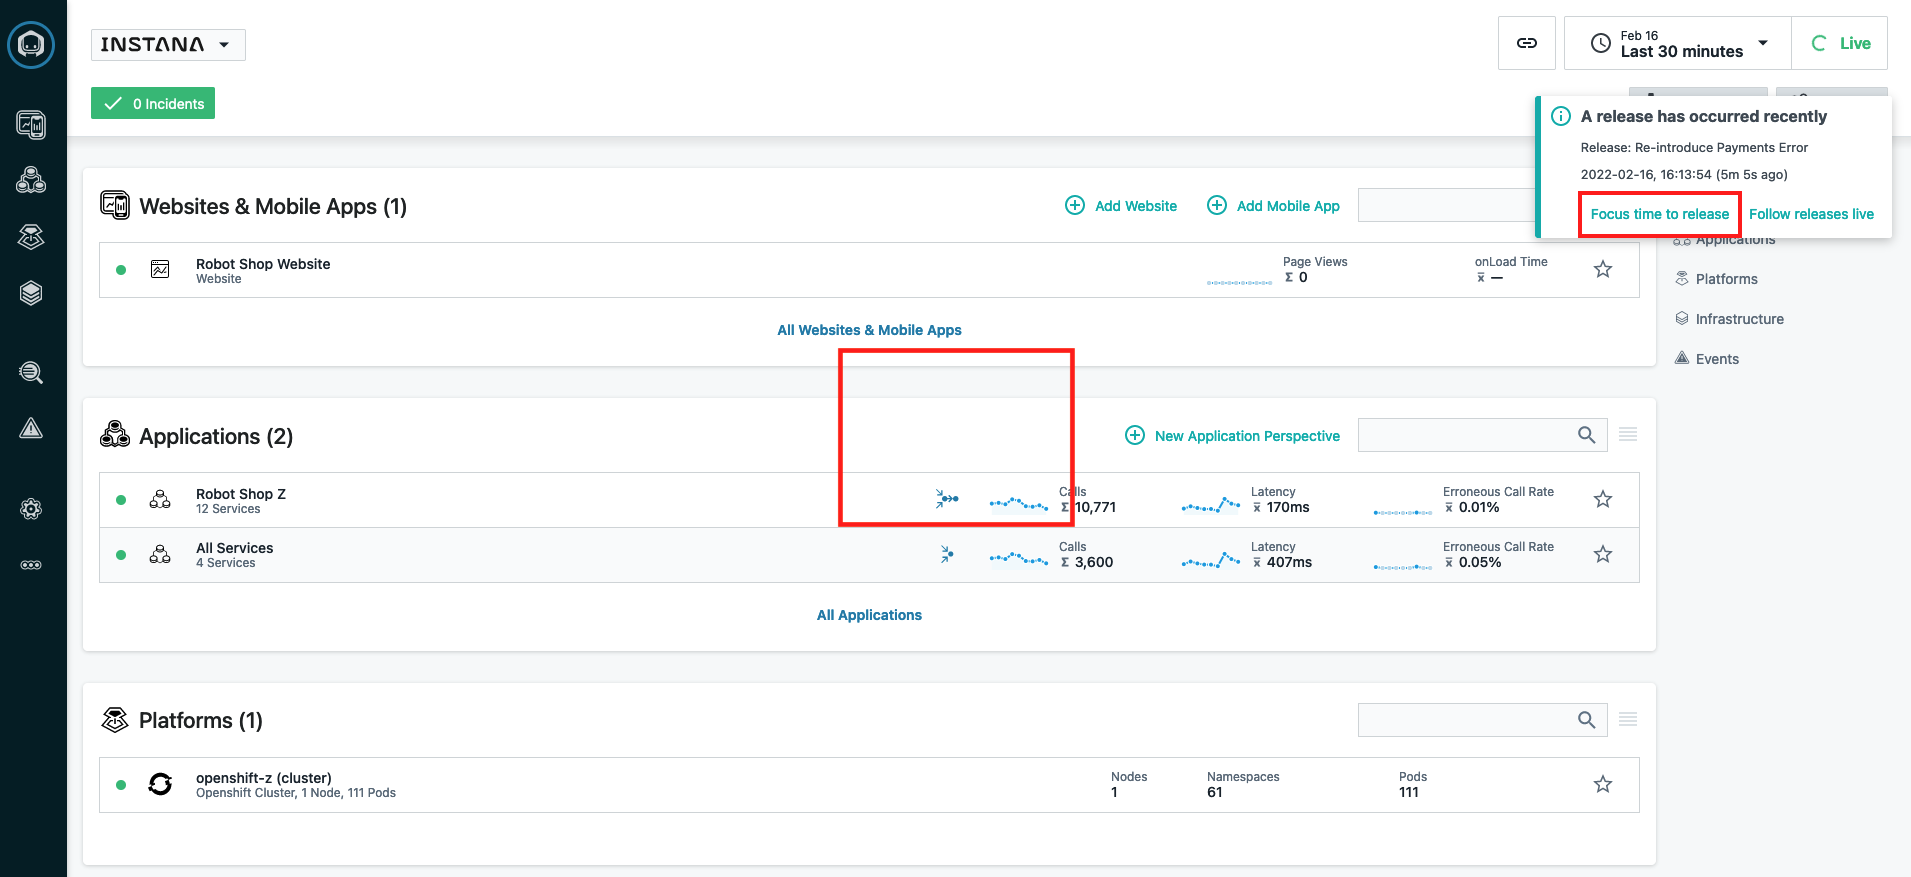 INSTANA
Feb 16
Last 30 minutes
Live
0 Incidents
A release has occurred recently
Release: Re-introduce Payments Error
2022-02-16, 16:13:54 (5m 5s ago)
Focus time to release
Follow releases live
Websites & Mobile Apps (1)
Add Website
Add Mobile App
Applications
Robot Shop Website
Website
Page Views
Σ 0
onLoad Time
x̄ —
Platforms
Infrastructure
Events
All Websites & Mobile Apps
Applications (2)
New Application Perspective
Robot Shop Z
12 Services
Calls
Σ 10,771
Latency
x̄ 170ms
Erroneous Call Rate
x̄ 0.01%
All Services
4 Services
Calls
Σ 3,600
Latency
x̄ 407ms
Erroneous Call Rate
x̄ 0.05%
All Applications
Platforms (1)
openshift-z (cluster)
Openshift Cluster, 1 Node, 111 Pods
Nodes
1
Namespaces
61
Pods
111